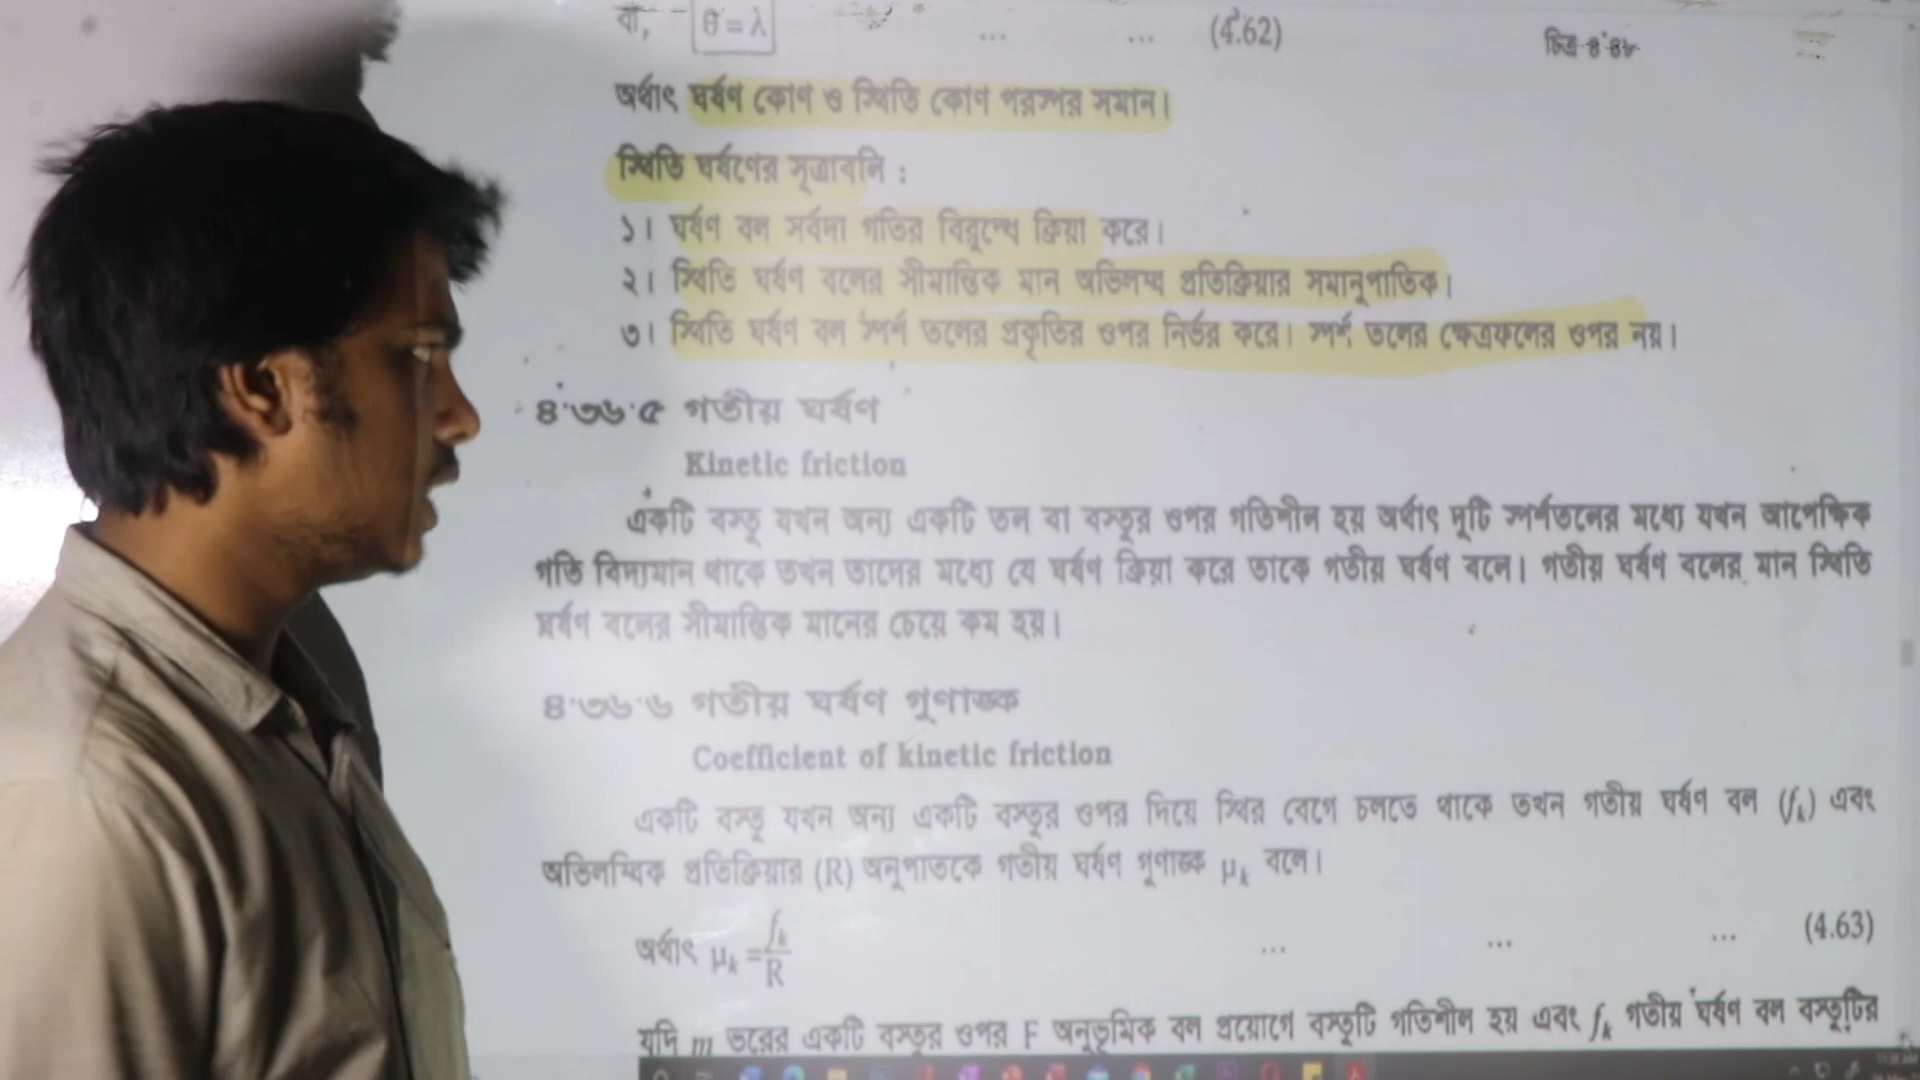 বা, θ = λ ... ... (4.62) চিত্র ৪·৪৮
অর্থাৎ ঘর্ষণ কোণ ও স্থিতি কোণ পরস্পর সমান।
স্থিতি ঘর্ষণের সূত্রাবলি :
১। ঘর্ষণ বল সর্বদা গতির বিরুদ্ধে ক্রিয়া করে।
২। স্থিতি ঘর্ষণ বলের সীমান্তিক মান অভিলম্ব প্রতিক্রিয়ার সমানুপাতিক।
৩। স্থিতি ঘর্ষণ বল স্পর্শ তলের প্রকৃতির ওপর নির্ভর করে। স্পর্শ তলের ক্ষেত্রফলের ওপর নয়।
৪·৩৬·৫ গতীয় ঘর্ষণ
Kinetic friction
একটি বস্তু যখন অন্য একটি তল বা বস্তুর ওপর গতিশীল হয় অর্থাৎ দুটি স্পর্শতলের মধ্যে যখন আপেক্ষিক
গতি বিদ্যমান থাকে তখন তাদের মধ্যে যে ঘর্ষণ ক্রিয়া করে তাকে গতীয় ঘর্ষণ বলে। গতীয় ঘর্ষণ বলের মান স্থিতি
ঘর্ষণ বলের সীমান্তিক মানের চেয়ে কম হয়।
৪·৩৬·৬ গতীয় ঘর্ষণ গুণাঙ্ক
Coefficient of kinetic friction
একটি বস্তু যখন অন্য একটি বস্তুর ওপর দিয়ে স্থির বেগে চলতে থাকে তখন গতীয় ঘর্ষণ বল (fₖ) এবং
অভিলম্বিক প্রতিক্রিয়ার (R) অনুপাতকে গতীয় ঘর্ষণ গুণাঙ্ক μₖ বলে।
অর্থাৎ μₖ = fₖ/R ... ... ... (4.63)
যদি m ভরের একটি বস্তুর ওপর F অনুভূমিক বল প্রয়োগে বস্তুটি গতিশীল হয় এবং fₖ গতীয় ঘর্ষণ বল বস্তুটির